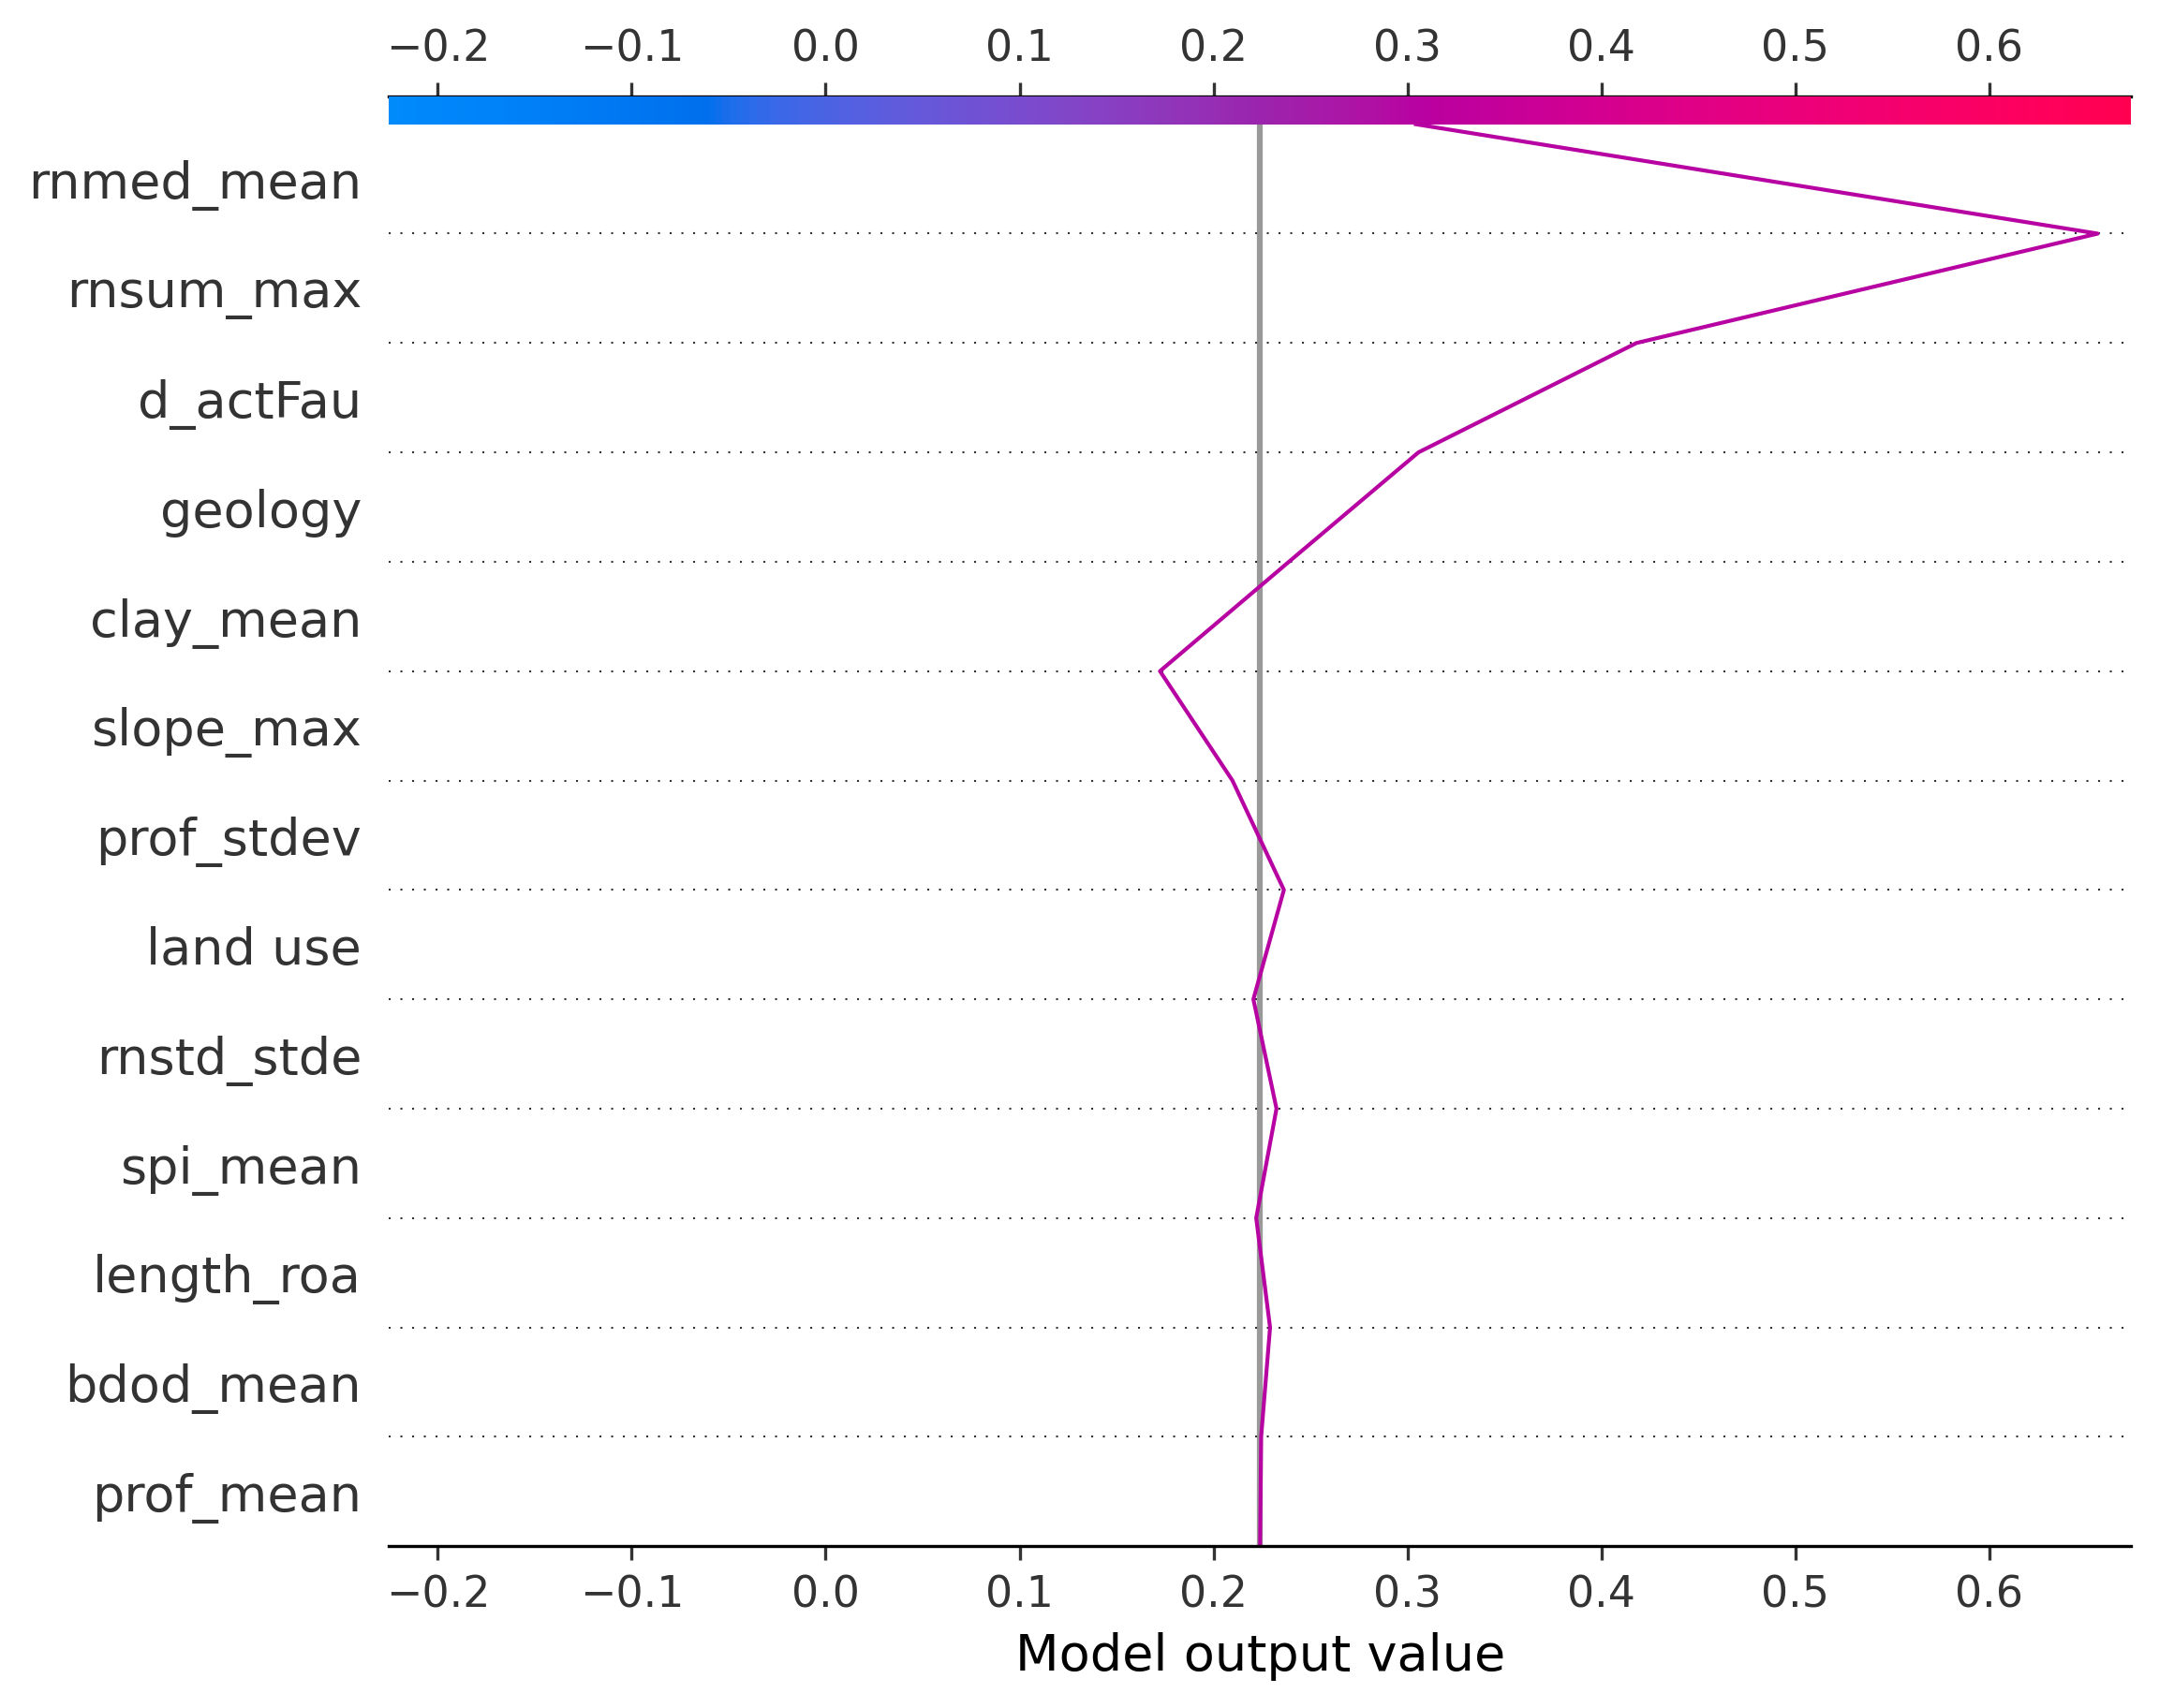 −0.2 −0.1 0.0 0.1 0.2 0.3 0.4 0.5 0.6
rnmed_mean
rnsum_max
d_actFau
geology
clay_mean
slope_max
prof_stdev
land use
rnstd_stde
spi_mean
length_roa
bdod_mean
prof_mean
−0.2 −0.1 0.0 0.1 0.2 0.3 0.4 0.5 0.6
Model output value